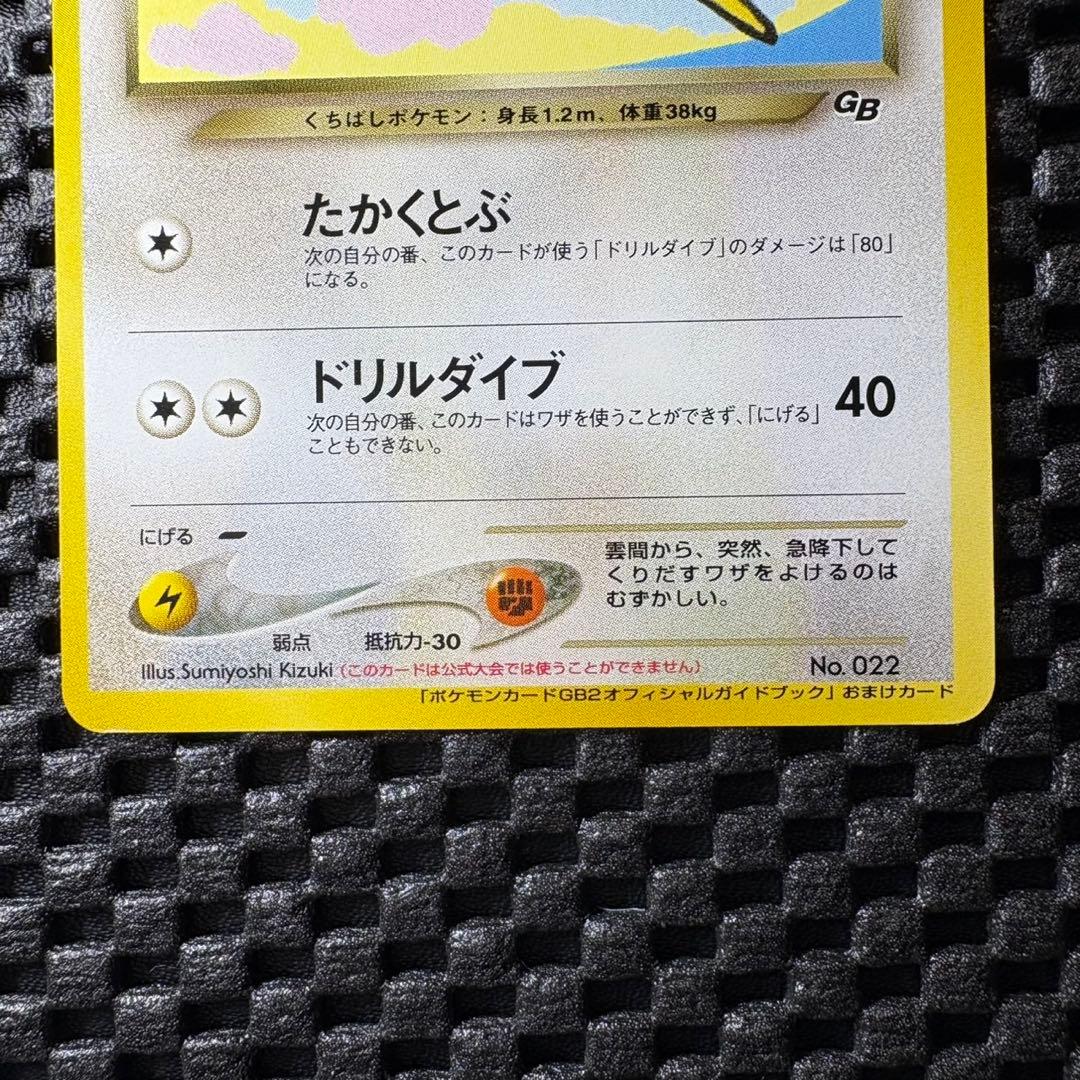 くちばしポケモン：身長1.2m、体重38kg
GB
たかくとぶ
次の自分の番、このカードが使う「ドリルダイブ」のダメージは「80」
になる。
ドリルダイブ
40
次の自分の番、このカードはワザを使うことができず、「にげる」
こともできない。
にげる
雲間から、突然、急降下して
くりだすワザをよけるのは
むずかしい。
弱点 抵抗力-30
Illus.Sumiyoshi Kizuki（このカードは公式大会では使うことができません） No. 022
「ポケモンカードGB2オフィシャルガイドブック」おまけカード